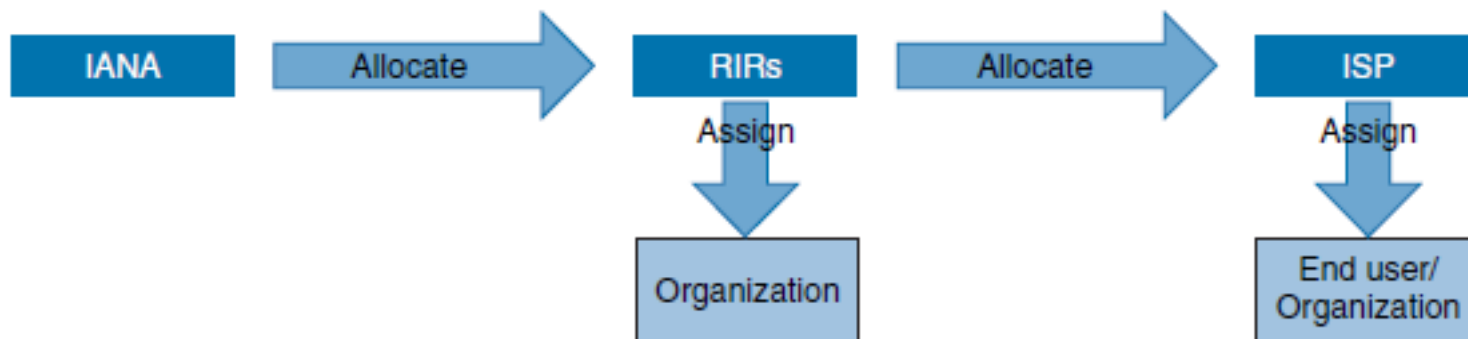 IANA
Allocate
RIRs
Allocate
ISP
Assign
Assign
Organization
End user/
Organization